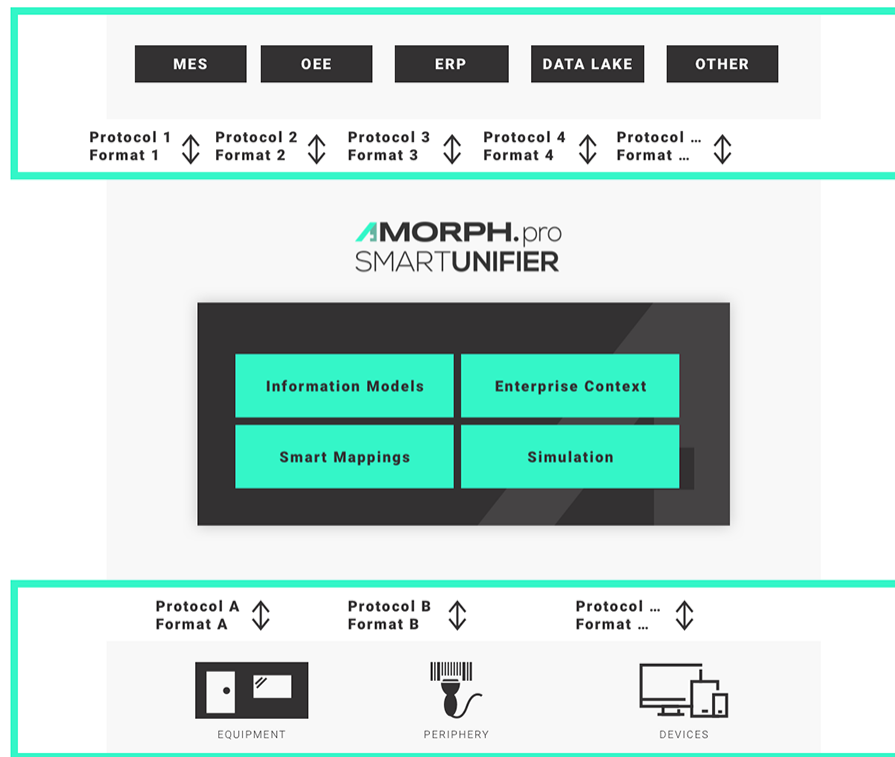 MES OEE ERP DATA LAKE OTHER
Protocol 1 Protocol 2 Protocol 3 Protocol 4 Protocol ...
Format 1 Format 2 Format 3 Format 4 Format ...
AMORPH.pro
SMARTUNIFIER
Information Models Enterprise Context
Smart Mappings Simulation
Protocol A Protocol B Protocol ...
Format A Format B Format ...
EQUIPMENT PERIPHERY DEVICES